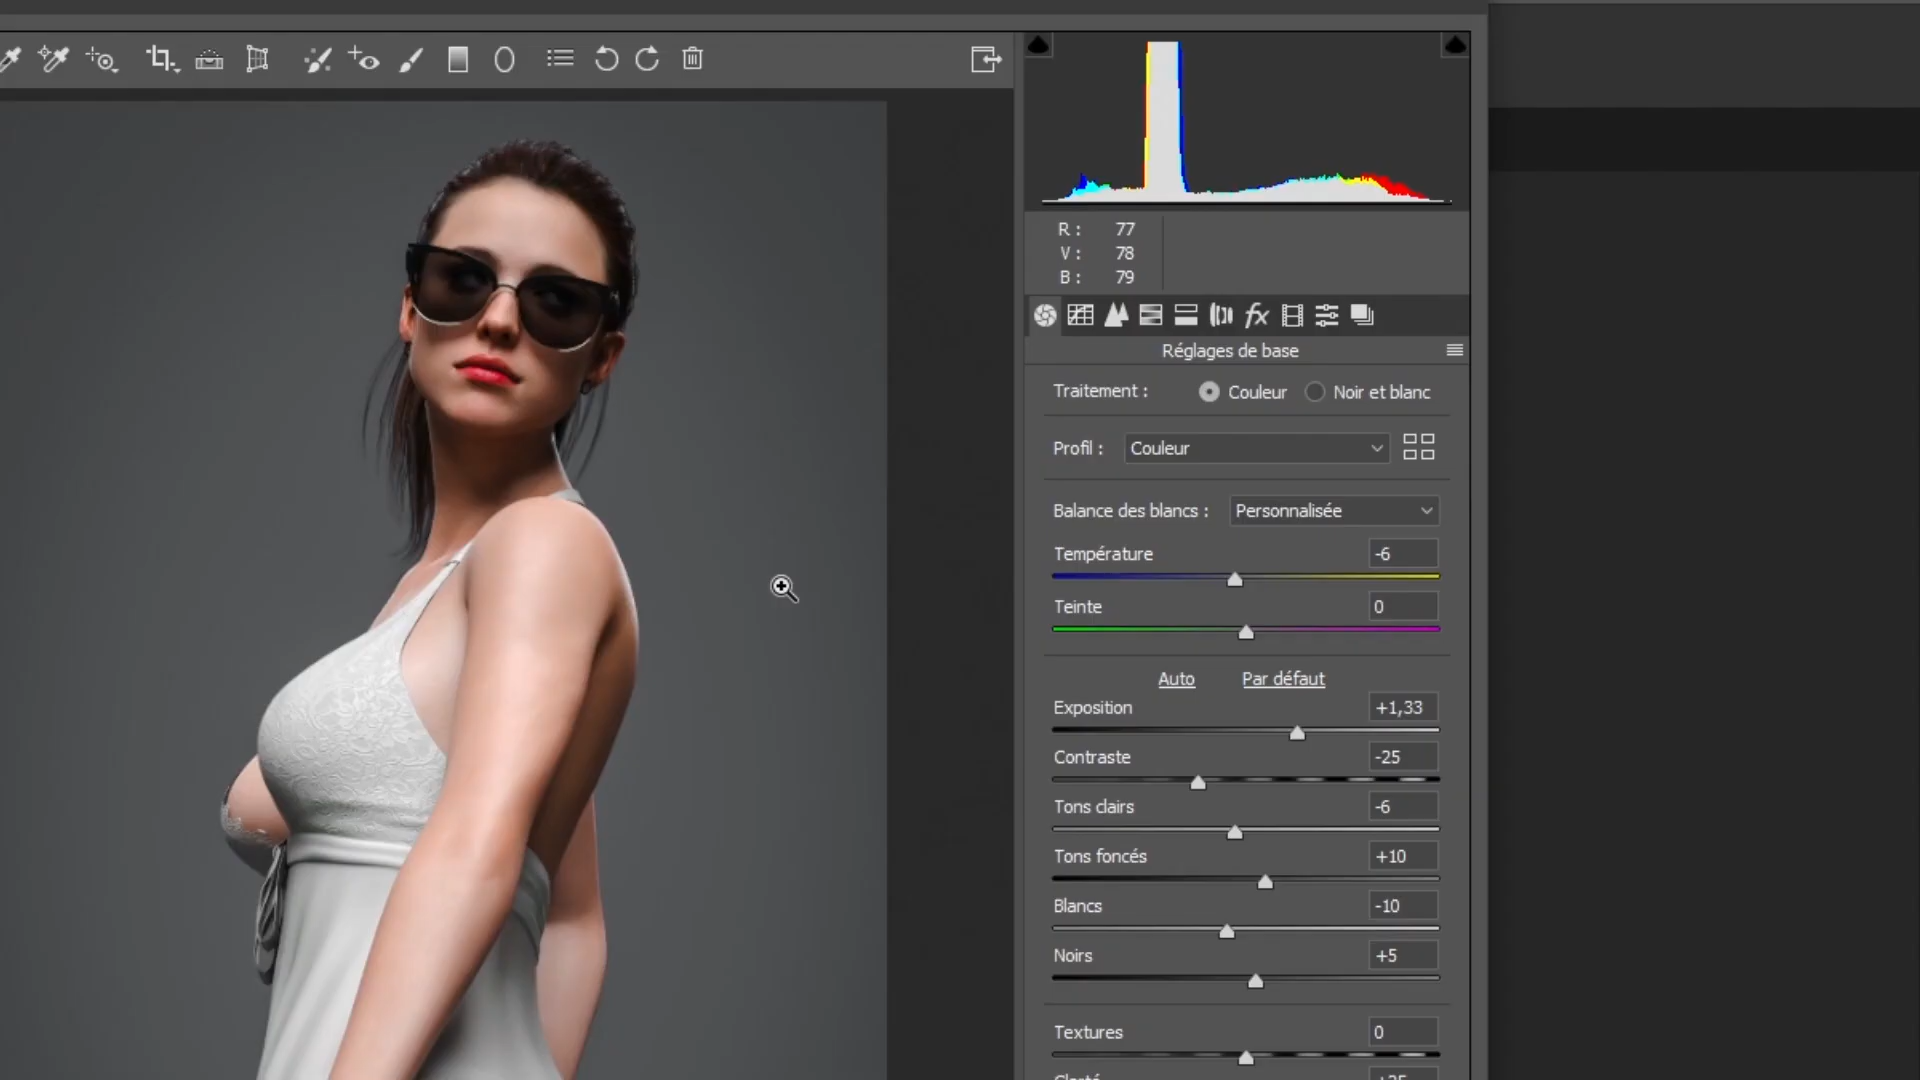 R : 77
V : 78
B : 79
fx
Réglages de base
Traitement : Couleur Noir et blanc
Profil : Couleur
Balance des blancs : Personnalisée
Température -6
Teinte 0
Auto Par défaut
Exposition +1,33
Contraste -25
Tons clairs -6
Tons foncés +10
Blancs -10
Noirs +5
Textures 0